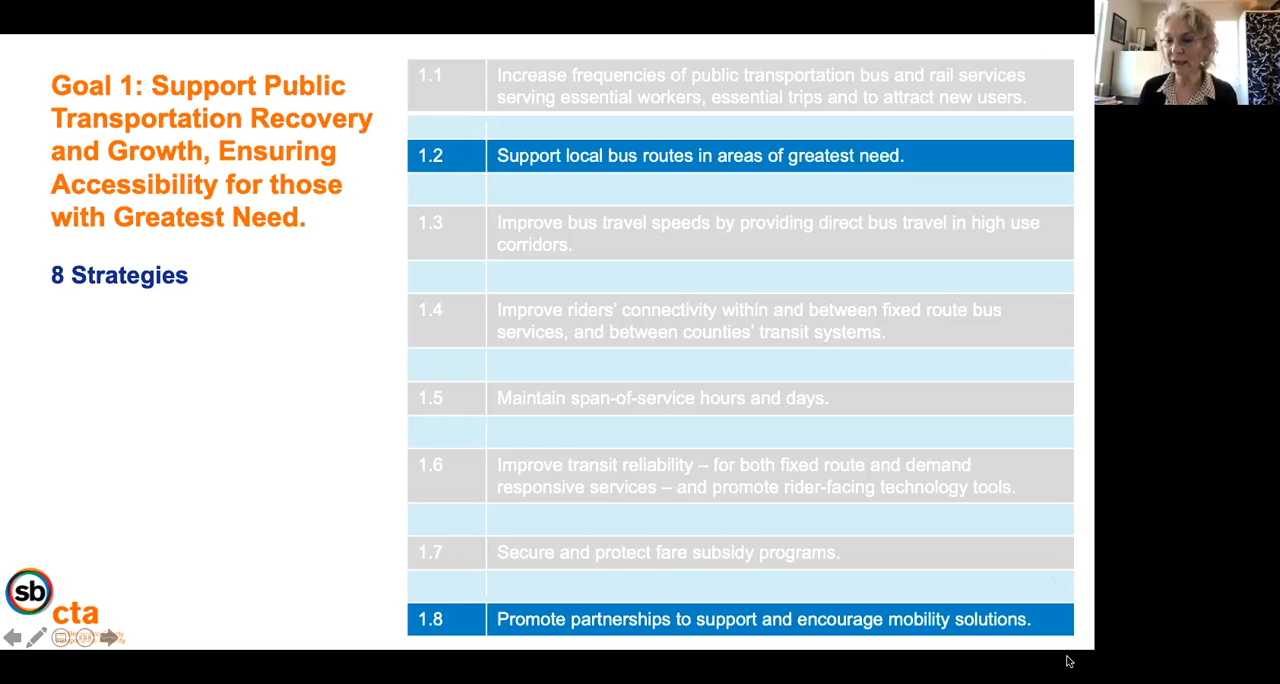 Goal 1: Support Public
Transportation Recovery
and Growth, Ensuring
Accessibility for those
with Greatest Need.
8 Strategies
1.1 Increase frequencies of public transportation bus and rail services
serving essential workers, essential trips and to attract new users.
1.2 Support local bus routes in areas of greatest need.
1.3 Improve bus travel speeds by providing direct bus travel in high use
corridors.
1.4 Improve riders’ connectivity within and between fixed route bus
services, and between counties’ transit systems.
1.5 Maintain span-of-service hours and days.
1.6 Improve transit reliability – for both fixed route and demand
responsive services – and promote rider-facing technology tools.
1.7 Secure and protect fare subsidy programs.
1.8 Promote partnerships to support and encourage mobility solutions.
sb
cta